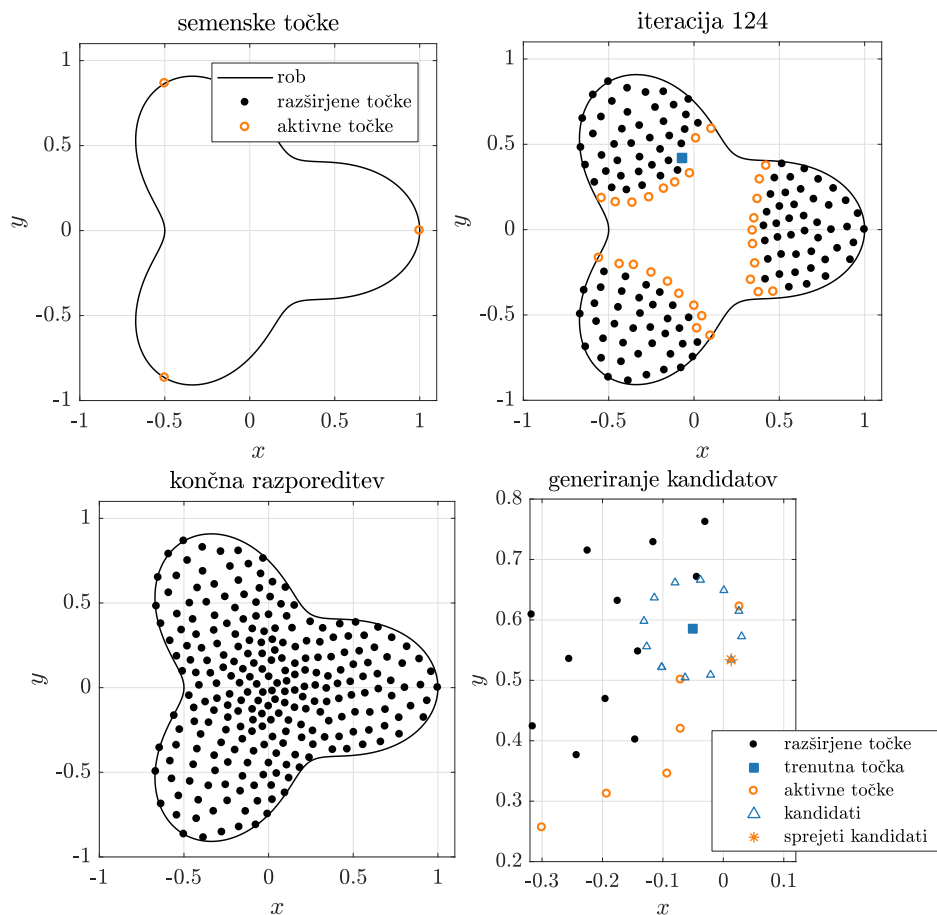 semenske točke
1
0.5
0
-0.5
-1
y
-1
-0.5
0
0.5
1
x
rob
razširjene točke
aktivne točke
iteracija 124
1
0.5
0
-0.5
-1
y
-1
-0.5
0
0.5
1
x
končna razporeditev
1
0.5
0
-0.5
-1
y
-1
-0.5
0
0.5
1
x
generiranje kandidatov
0.8
0.7
0.6
0.5
0.4
0.3
0.2
y
-0.3
-0.2
-0.1
0
0.1
x
razširjene točke
trenutna točka
aktivne točke
kandidati
sprejeti kandidati